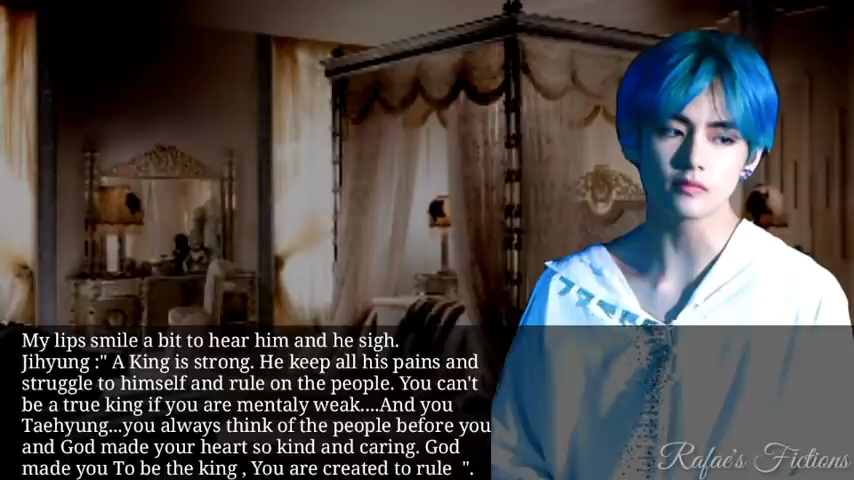 My lips smile a bit to hear him and he sigh.
Jihyung :" A King is strong. He keep all his pains and
struggle to himself and rule on the people. You can't
be a true king if you are mentaly weak....And you
Taehyung...you always think of the people before you
and God made your heart so kind and caring. God
made you To be the king , You are created to rule  ".
Rafae's Fictions